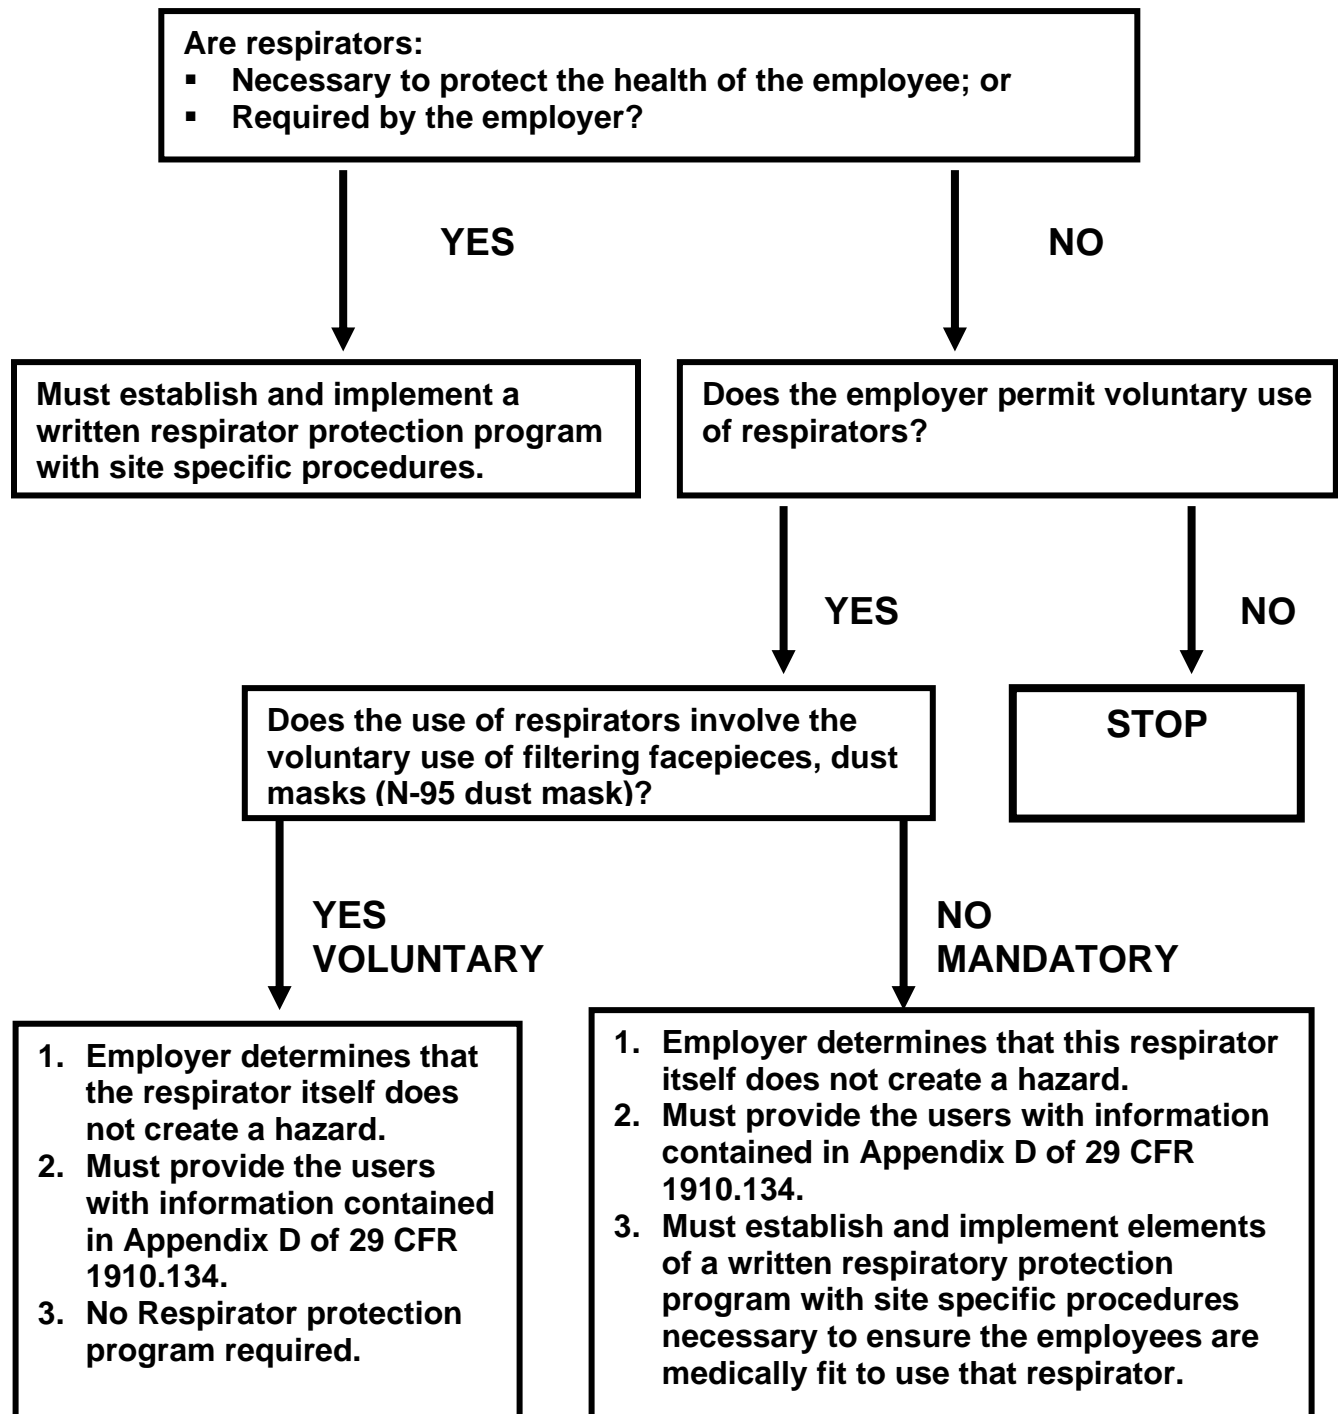 Are respirators:
▪ Necessary to protect the health of the employee; or
▪ Required by the employer?
YES
NO
Must establish and implement a
written respirator protection program
with site specific procedures.
Does the employer permit voluntary use
of respirators?
YES
NO
Does the use of respirators involve the
voluntary use of filtering facepieces, dust
masks (N-95 dust mask)?
STOP
YES
VOLUNTARY
NO
MANDATORY
1. Employer determines that
the respirator itself does
not create a hazard.
2. Must provide the users
with information contained
in Appendix D of 29 CFR
1910.134.
3. No Respirator protection
program required.
1. Employer determines that this respirator
itself does not create a hazard.
2. Must provide the users with information
contained in Appendix D of 29 CFR
1910.134.
3. Must establish and implement elements
of a written respiratory protection
program with site specific procedures
necessary to ensure the employees are
medically fit to use that respirator.